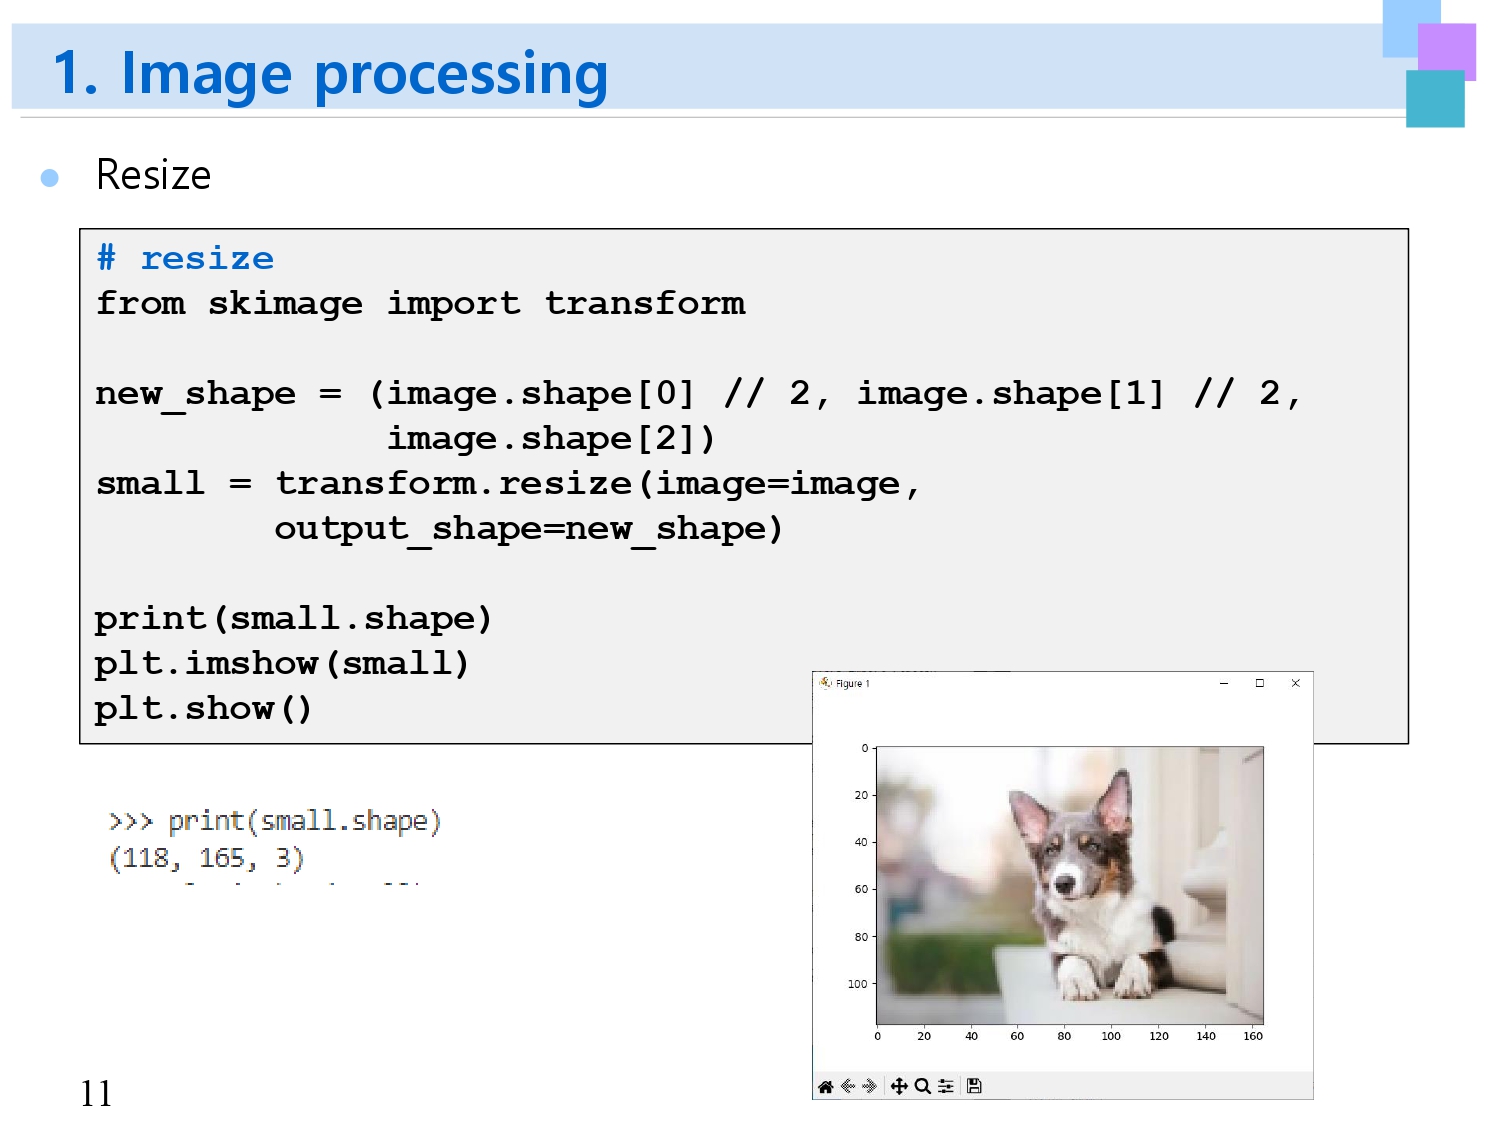 1. Image processing
Resize
# resize
from skimage import transform
new_shape = (image.shape[0] // 2, image.shape[1] // 2,
image.shape[2])
small = transform.resize(image=image,
output_shape=new_shape)
print(small.shape)
plt.imshow(small)
plt.show()
>>> print(small.shape)
(118, 165, 3)
Figure 1
0
20
40
60
80
100
0 20 40 60 80 100 120 140 160
11